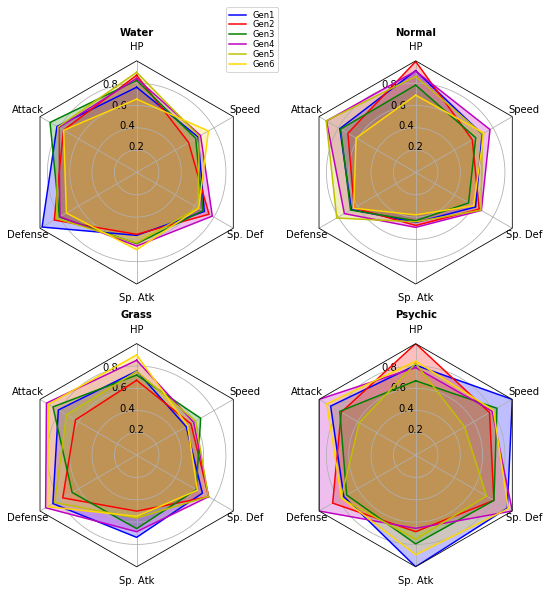 Gen1
Gen2
Gen3
Gen4
Gen5
Gen6
Water
HP
Attack
Speed
0.8
0.6
0.4
0.2
Defense
Sp. Def
Sp. Atk
Normal
HP
Attack
Speed
0.8
0.6
0.4
0.2
Defense
Sp. Def
Sp. Atk
Grass
HP
Attack
Speed
0.8
0.6
0.4
0.2
Defense
Sp. Def
Sp. Atk
Psychic
HP
Attack
Speed
0.8
0.6
0.4
0.2
Defense
Sp. Def
Sp. Atk